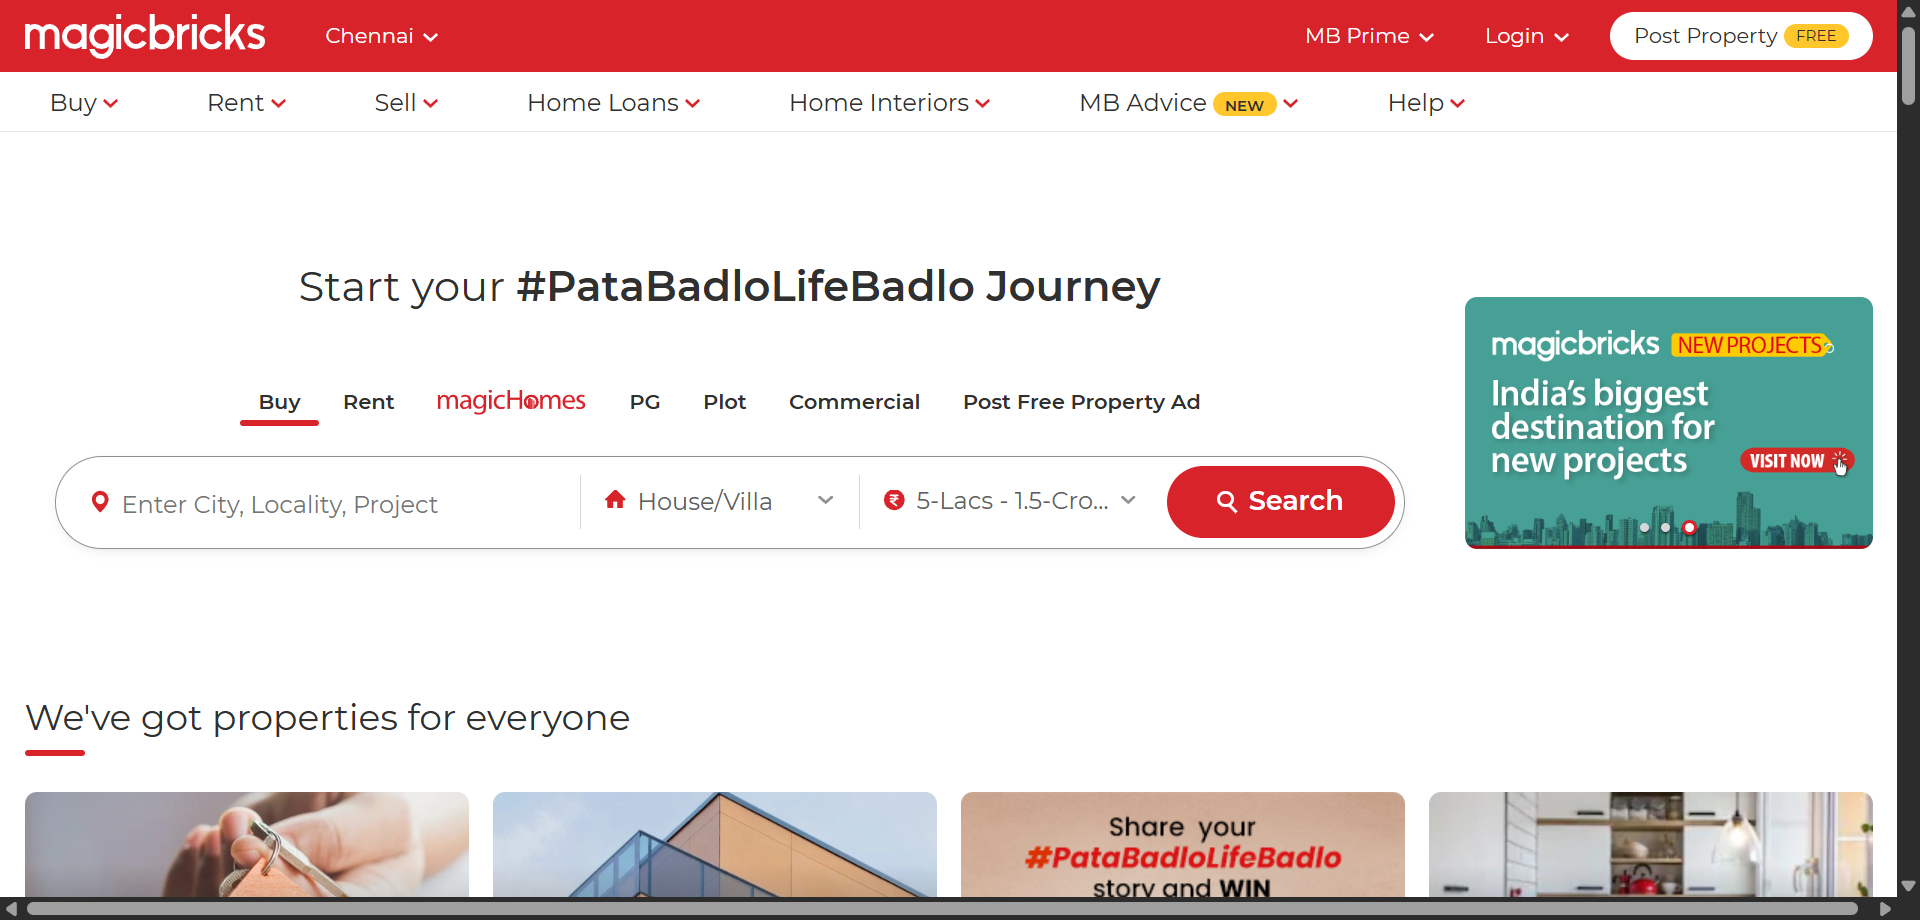 magicbricks
Chennai
MB Prime
Login
Post Property FREE
Buy
Rent
Sell
Home Loans
Home Interiors
MB Advice NEW
Help
Start your #PataBadloLifeBadlo Journey
Buy
Rent
magicHomes
PG
Plot
Commercial
Post Free Property Ad
Enter City, Locality, Project
House/Villa
5-Lacs - 1.5-Cro...
Search
magicbricks NEW PROJECTS
India's biggest
destination for
new projects
VISIT NOW
We've got properties for everyone
Share your
#PataBadloLifeBadlo
story and WIN